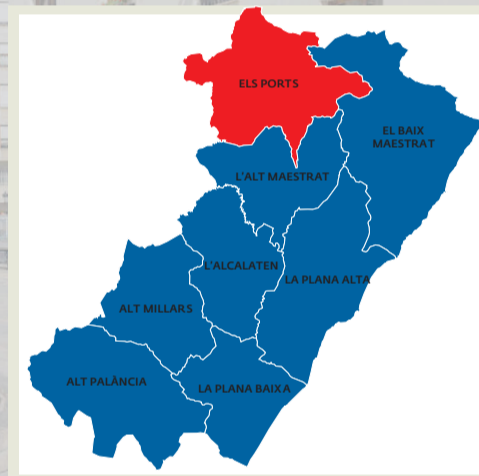 ELS PORTS
EL BAIX
MAESTRAT
L'ALT MAESTRAT
L'ALCALATEN
LA PLANA ALTA
ALT MILLARS
ALT PALÀNCIA
LA PLANA BAIXA